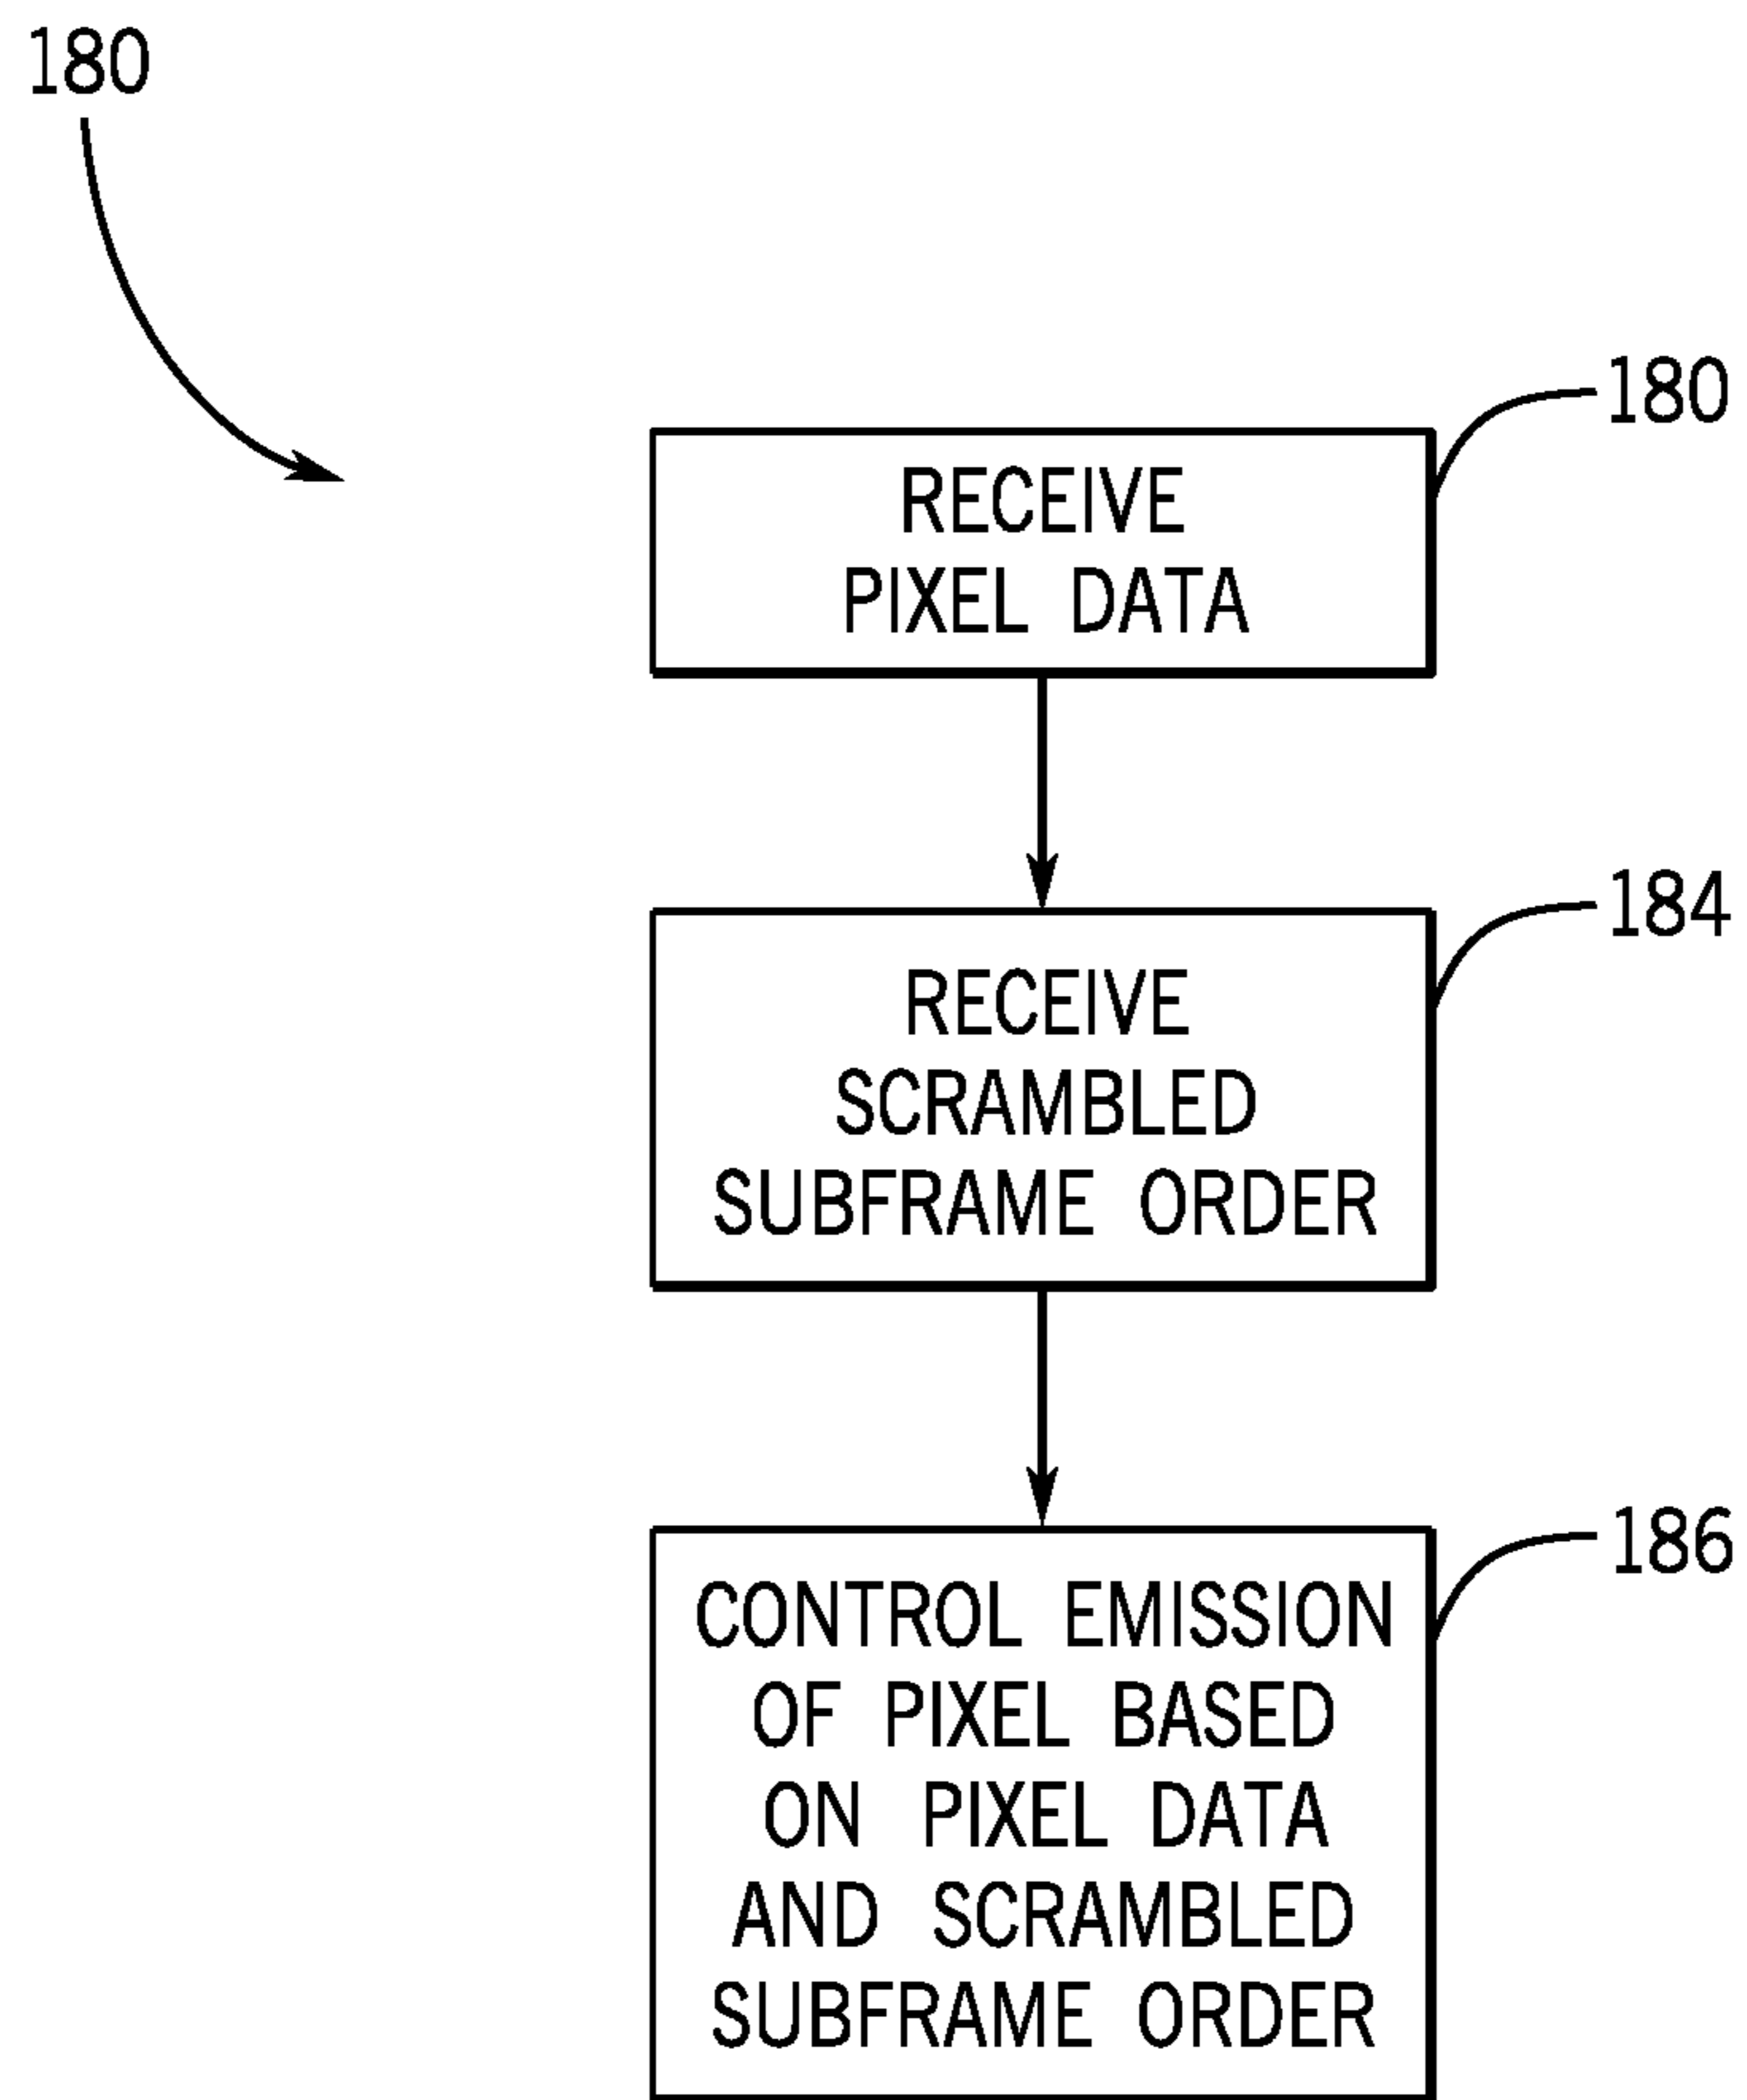 180
180
RECEIVE
PIXEL DATA
184
RECEIVE
SCRAMBLED
SUBFRAME ORDER
186
CONTROL EMISSION
OF PIXEL BASED
ON PIXEL DATA
AND SCRAMBLED
SUBFRAME ORDER